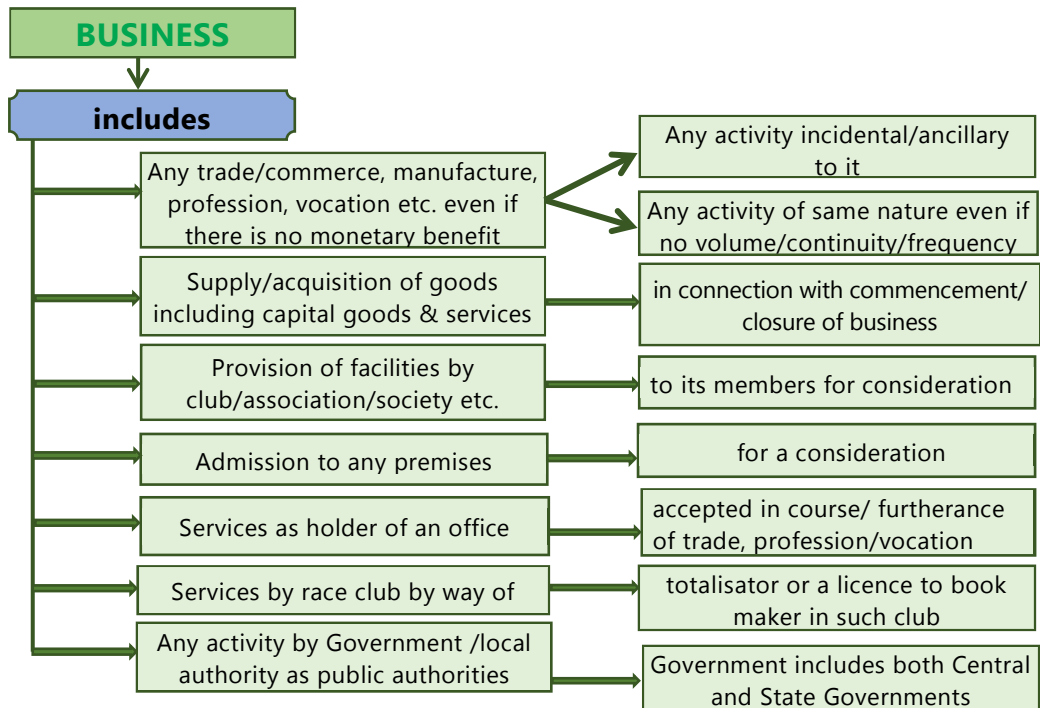 BUSINESS
includes
Any trade/commerce, manufacture,
profession, vocation etc. even if
there is no monetary benefit
Any activity incidental/ancillary
to it
Any activity of same nature even if
no volume/continuity/frequency
Supply/acquisition of goods
including capital goods & services
in connection with commencement/
closure of business
Provision of facilities by
club/association/society etc.
to its members for consideration
Admission to any premises
for a consideration
Services as holder of an office
accepted in course/ furtherance
of trade, profession/vocation
Services by race club by way of
totalisator or a licence to book
maker in such club
Any activity by Government /local
authority as public authorities
Government includes both Central
and State Governments